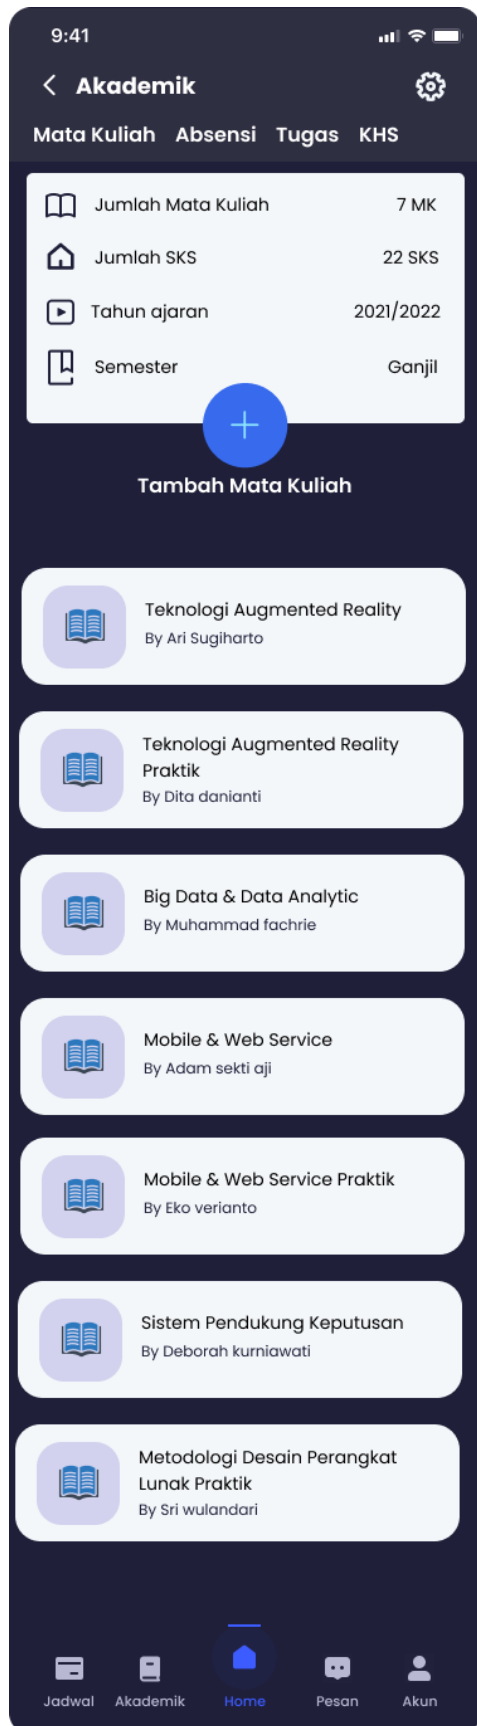 9:41
Akademik
Mata Kuliah Absensi Tugas KHS
Jumlah Mata Kuliah 7 MK
Jumlah SKS 22 SKS
Tahun ajaran 2021/2022
Semester Ganjil
Tambah Mata Kuliah
Teknologi Augmented Reality
By Ari Sugiharto
Teknologi Augmented Reality
Praktik
By Dita danianti
Big Data & Data Analytic
By Muhammad fachrie
Mobile & Web Service
By Adam sekti aji
Mobile & Web Service Praktik
By Eko verianto
Sistem Pendukung Keputusan
By Deborah kurniawati
Metodologi Desain Perangkat
Lunak Praktik
By Sri wulandari
Jadwal Akademik Home Pesan Akun